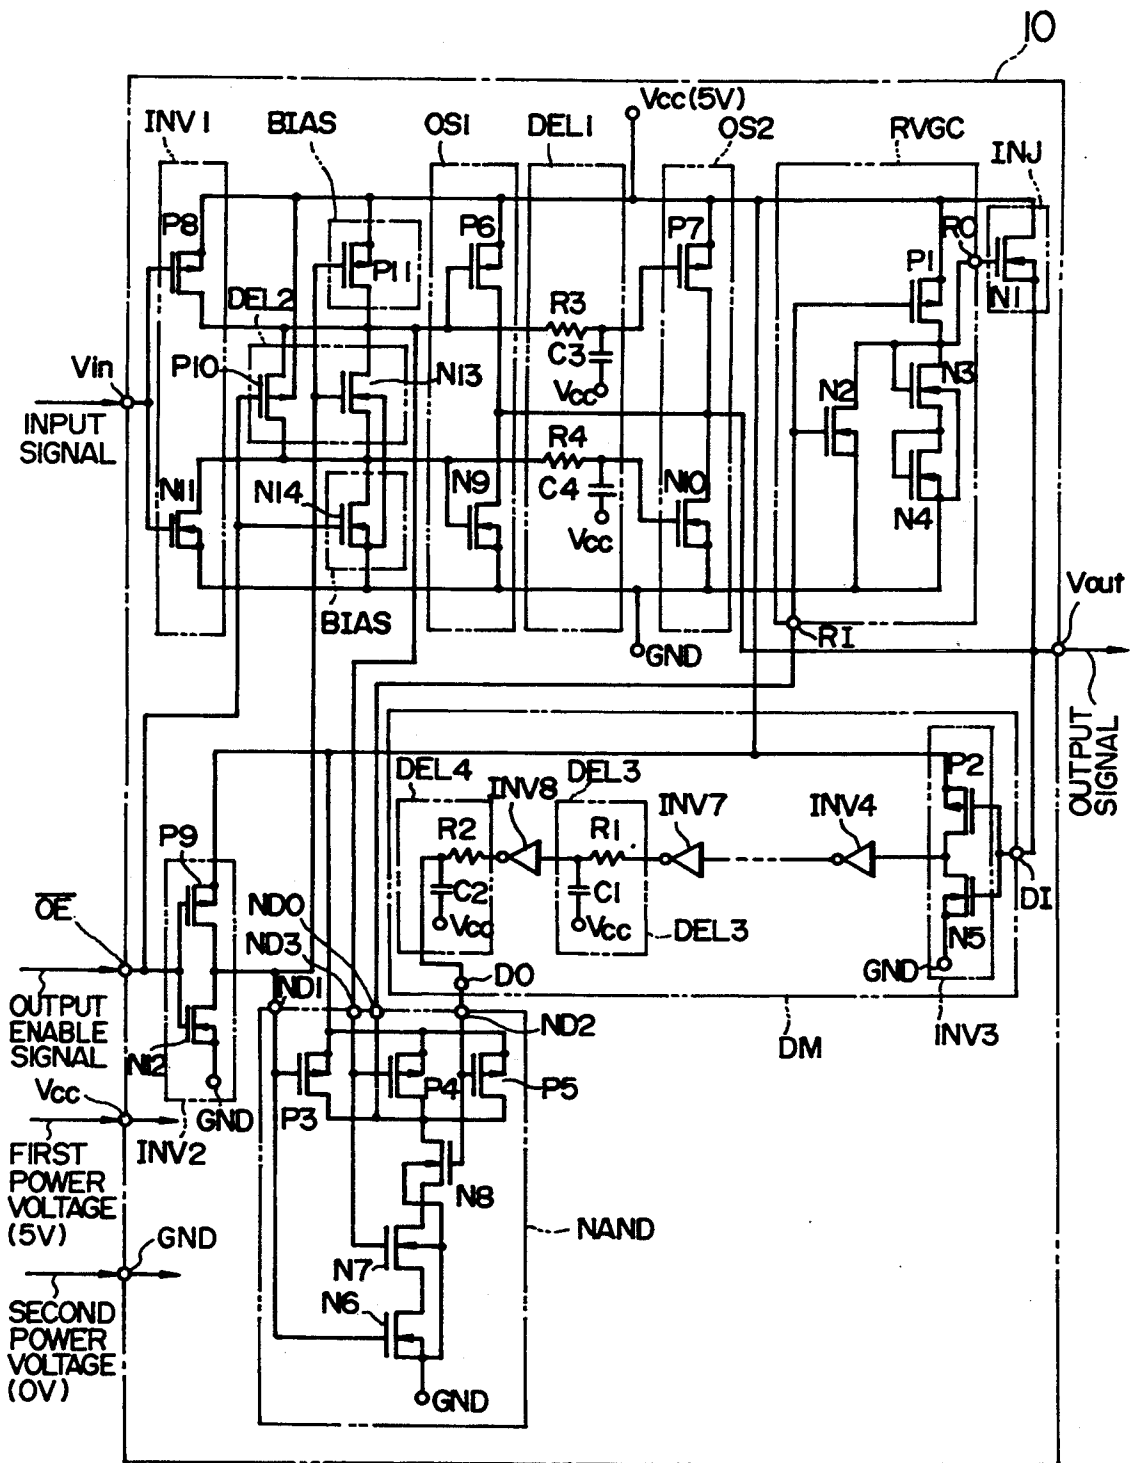 10
Vcc (5V)
INV1
BIAS
OS1
DEL1
OS2
RVGC
INJ
P8
P11
P6
P7
P1
RO
N1
DEL2
R3
C3
Vcc
Vin
INPUT
SIGNAL
P10
N13
N2
N3
R4
C4
Vcc
N11
N14
N9
N10
N4
BIAS
GND
RI
Vout
OUTPUT
SIGNAL
DEL4
INV8
DEL3
INV7
INV4
P2
P9
R2
C2
Vcc
R1
C1
Vcc
DEL3
DI
N5
GND
INV3
OE
ND0
ND3
ND1
DO
ND2
DM
OUTPUT
ENABLE
SIGNAL
N12
GND
INV2
P3
P4
P5
Vcc
FIRST
POWER
VOLTAGE
(5V)
N8
NAND
GND
N7
N6
SECOND
POWER
VOLTAGE
(0V)
GND